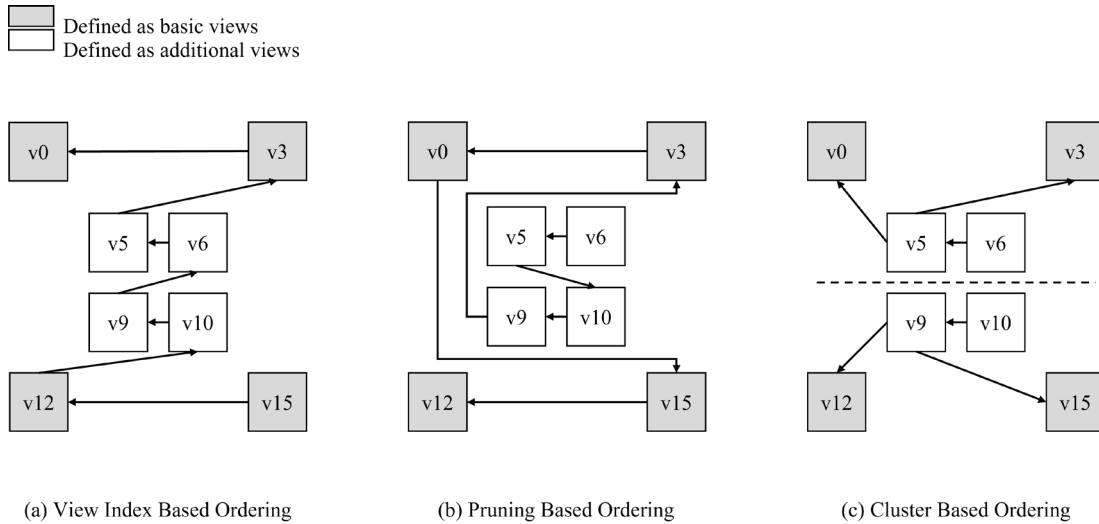 Defined as basic views
Defined as additional views
v0
v3
v5
v6
v9
v10
v12
v15
(a) View Index Based Ordering
v0
v3
v5
v6
v9
v10
v12
v15
(b) Pruning Based Ordering
v0
v3
v5
v6
v9
v10
v12
v15
(c) Cluster Based Ordering